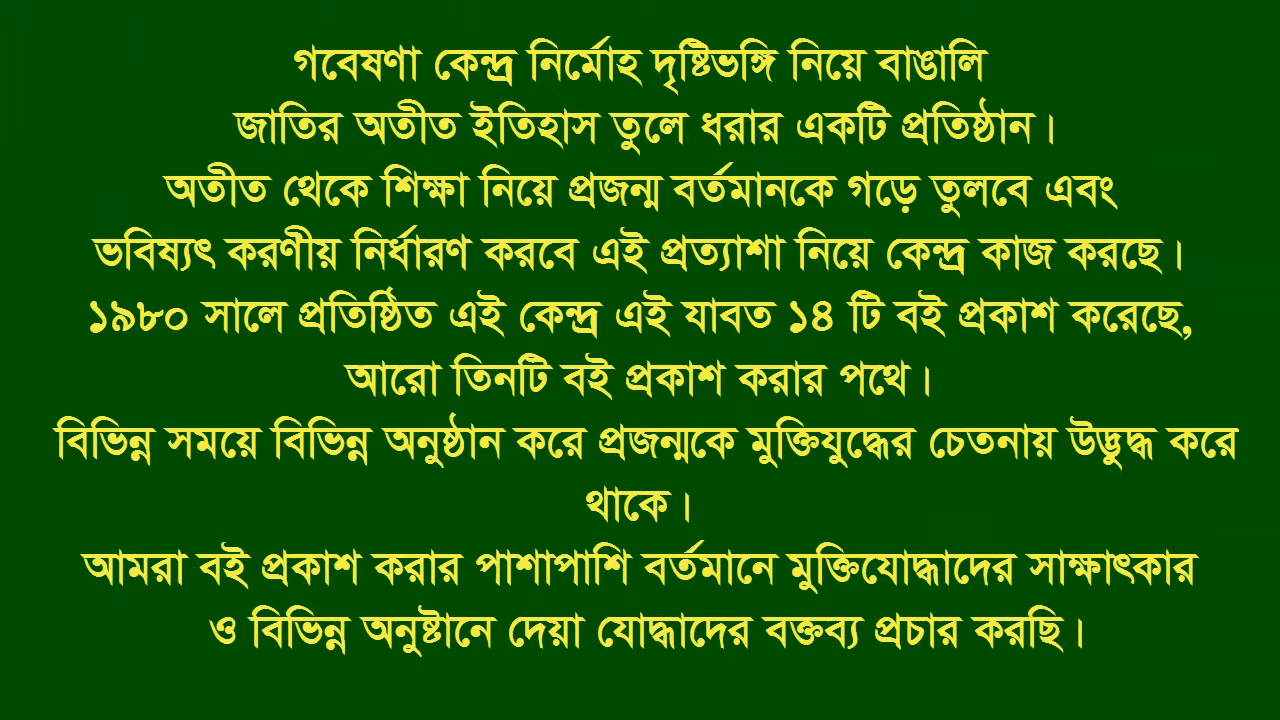 গবেষণা কেন্দ্র নির্মোহ দৃষ্টিভঙ্গি নিয়ে বাঙালি
জাতির অতীত ইতিহাস তুলে ধরার একটি প্রতিষ্ঠান।
অতীত থেকে শিক্ষা নিয়ে প্রজন্ম বর্তমানকে গড়ে তুলবে এবং
ভবিষ্যৎ করণীয় নির্ধারণ করবে এই প্রত্যাশা নিয়ে কেন্দ্র কাজ করছে।
১৯৮০ সালে প্রতিষ্ঠিত এই কেন্দ্র এই যাবত ১৪ টি বই প্রকাশ করেছে,
আরো তিনটি বই প্রকাশ করার পথে।
বিভিন্ন সময়ে বিভিন্ন অনুষ্ঠান করে প্রজন্মকে মুক্তিযুদ্ধের চেতনায় উদ্ভুদ্ধ করে
থাকে।
আমরা বই প্রকাশ করার পাশাপাশি বর্তমানে মুক্তিযোদ্ধাদের সাক্ষাৎকার
ও বিভিন্ন অনুষ্টানে দেয়া যোদ্ধাদের বক্তব্য প্রচার করছি।